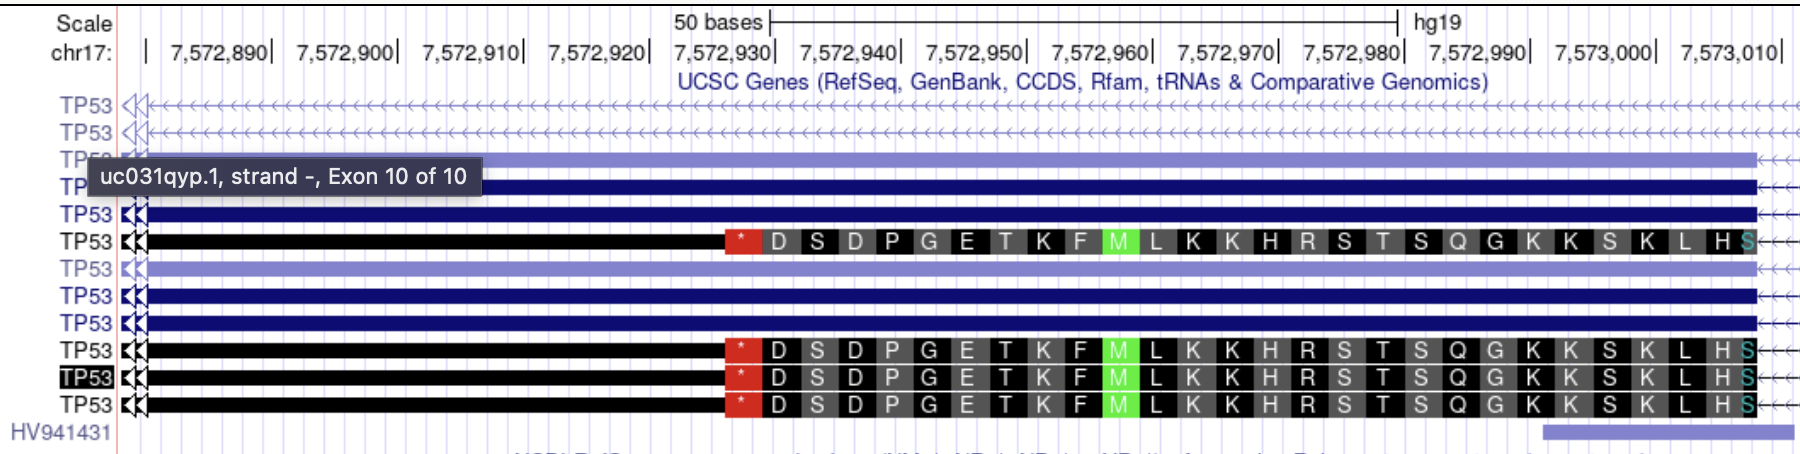 Scale 50 bases hg19
chr17: 7,572,890 7,572,900 7,572,910 7,572,920 7,572,930 7,572,940 7,572,950 7,572,960 7,572,970 7,572,980 7,572,990 7,573,000 7,573,010
UCSC Genes (RefSeq, GenBank, CCDS, Rfam, tRNAs & Comparative Genomics)
TP53
TP53
uc031qyp.1, strand -, Exon 10 of 10
TP53
TP53 * D S D P G E T K F M L K K H R S T S Q G K K S K L H S
TP53
TP53
TP53
TP53 * D S D P G E T K F M L K K H R S T S Q G K K S K L H S
TP53 * D S D P G E T K F M L K K H R S T S Q G K K S K L H S
TP53 * D S D P G E T K F M L K K H R S T S Q G K K S K L H S
HV941431